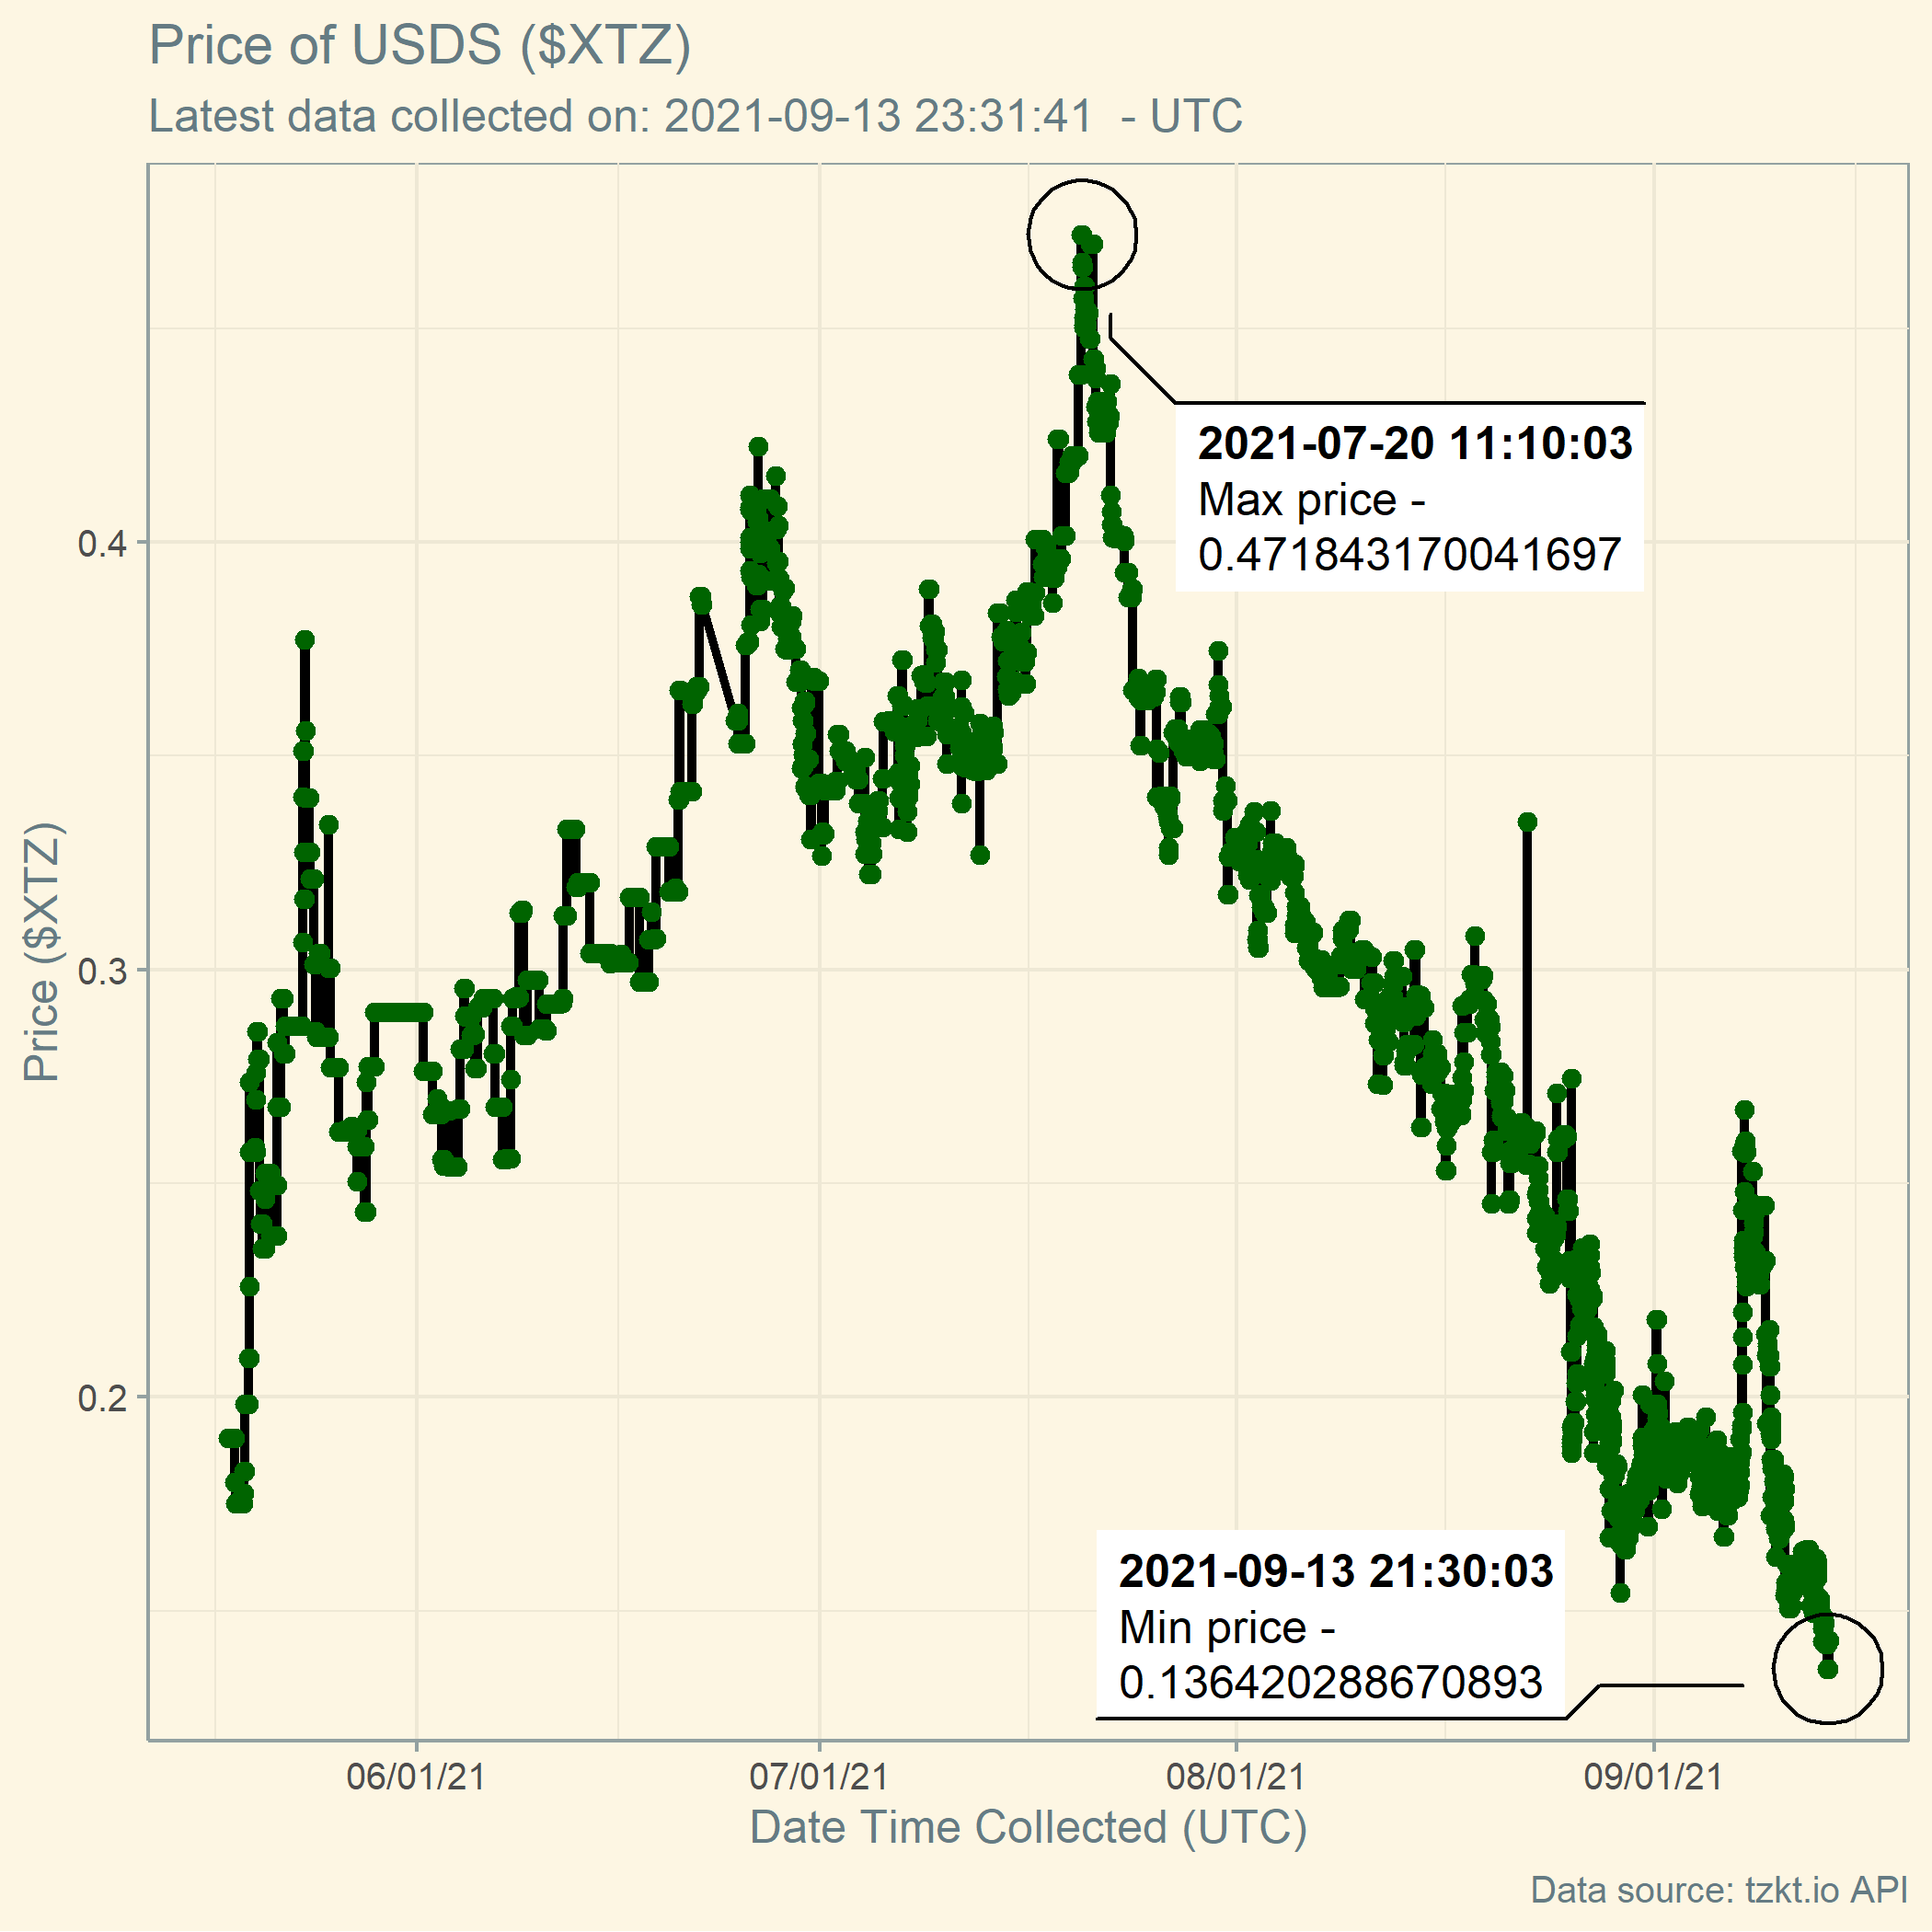 Price of USDS ($XTZ)
Latest data collected on: 2021-09-13 23:31:41  - UTC
Price ($XTZ)
0.4
0.3
0.2
2021-07-20 11:10:03
Max price -
0.471843170041697
2021-09-13 21:30:03
Min price -
0.136420288670893
06/01/21
07/01/21
08/01/21
09/01/21
Date Time Collected (UTC)
Data source: tzkt.io API